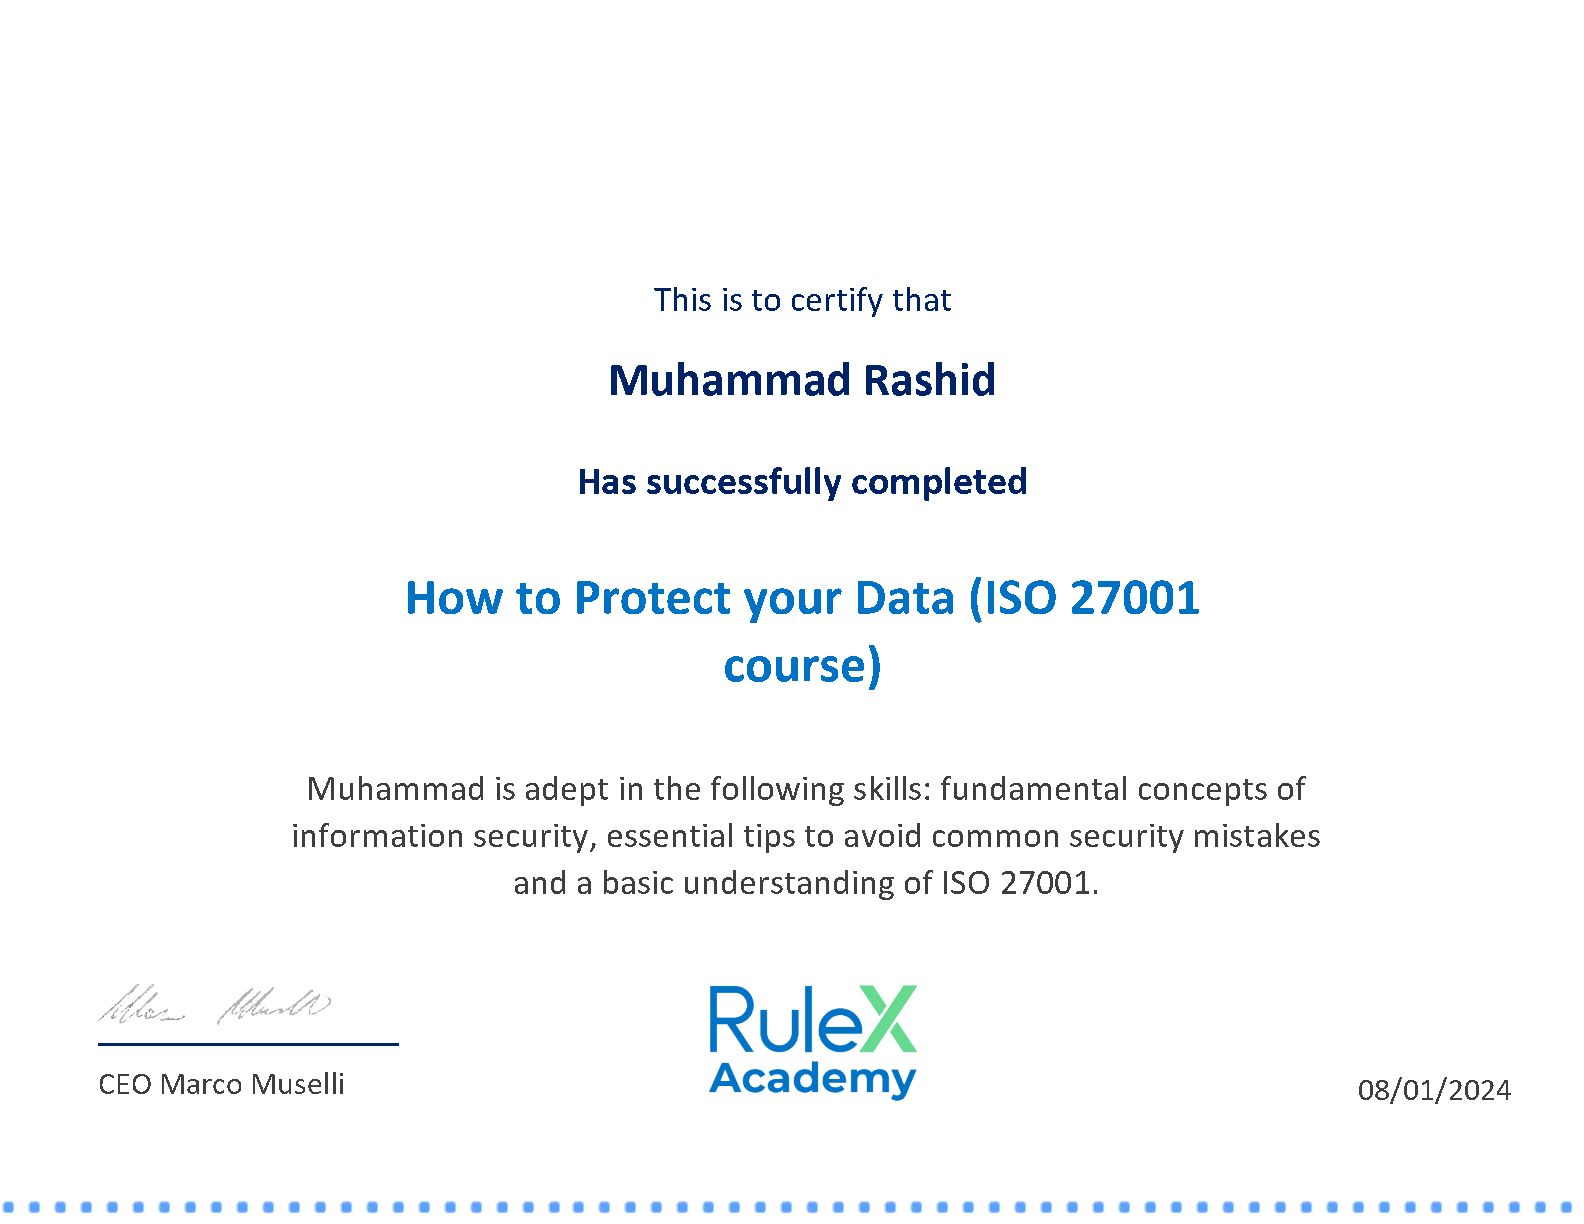 This is to certify that
Muhammad Rashid
Has successfully completed
How to Protect your Data (ISO 27001
course)
Muhammad is adept in the following skills: fundamental concepts of
information security, essential tips to avoid common security mistakes
and a basic understanding of ISO 27001.
CEO Marco Muselli
RuleX
Academy
08/01/2024